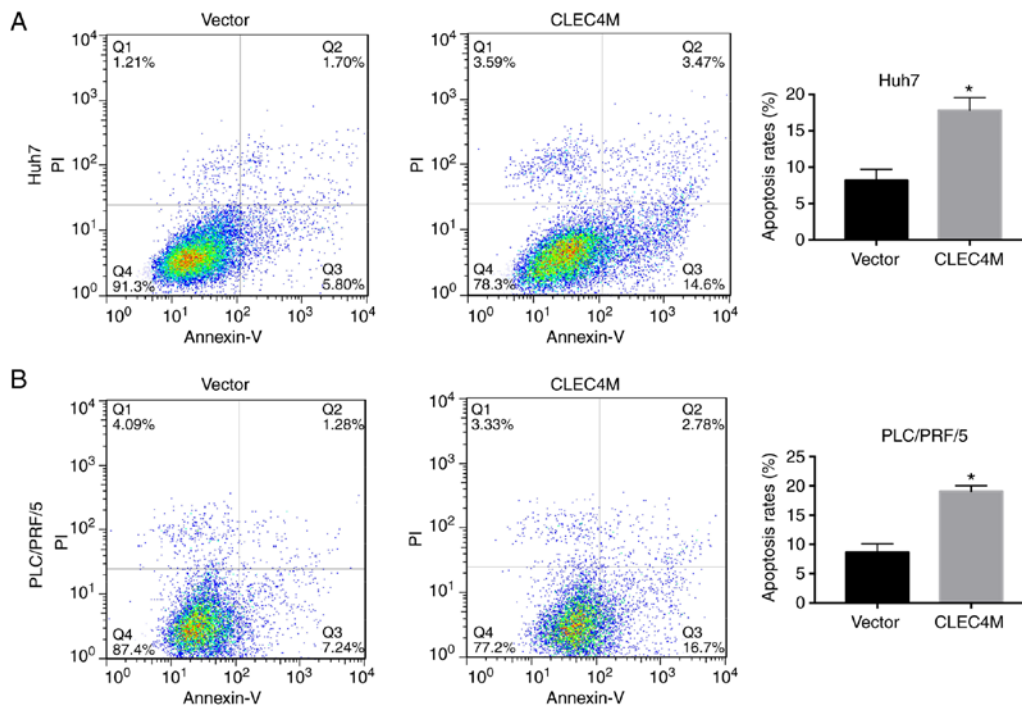 A
Vector
CLEC4M
Huh7
PI
10⁴
10³
10²
10¹
10⁰
Q1
1.21%
Q2
1.70%
Q4
91.3%
Q3
5.80%
10⁰ 10¹ 10² 10³ 10⁴
Annexin-V
PI
10⁴
10³
10²
10¹
10⁰
Q1
3.59%
Q2
3.47%
Q4
78.3%
Q3
14.6%
10⁰ 10¹ 10² 10³ 10⁴
Annexin-V
Huh7
Apoptosis rates (%)
20
15
10
5
0
*
Vector CLEC4M
B
Vector
CLEC4M
PLC/PRF/5
PI
10⁴
10³
10²
10¹
10⁰
Q1
4.09%
Q2
1.28%
Q4
87.4%
Q3
7.24%
10⁰ 10¹ 10² 10³ 10⁴
Annexin-V
PI
10⁴
10³
10²
10¹
10⁰
Q1
3.33%
Q2
2.78%
Q4
77.2%
Q3
16.7%
10⁰ 10¹ 10² 10³ 10⁴
Annexin-V
PLC/PRF/5
Apoptosis rates (%)
25
20
15
10
5
0
*
Vector CLEC4M